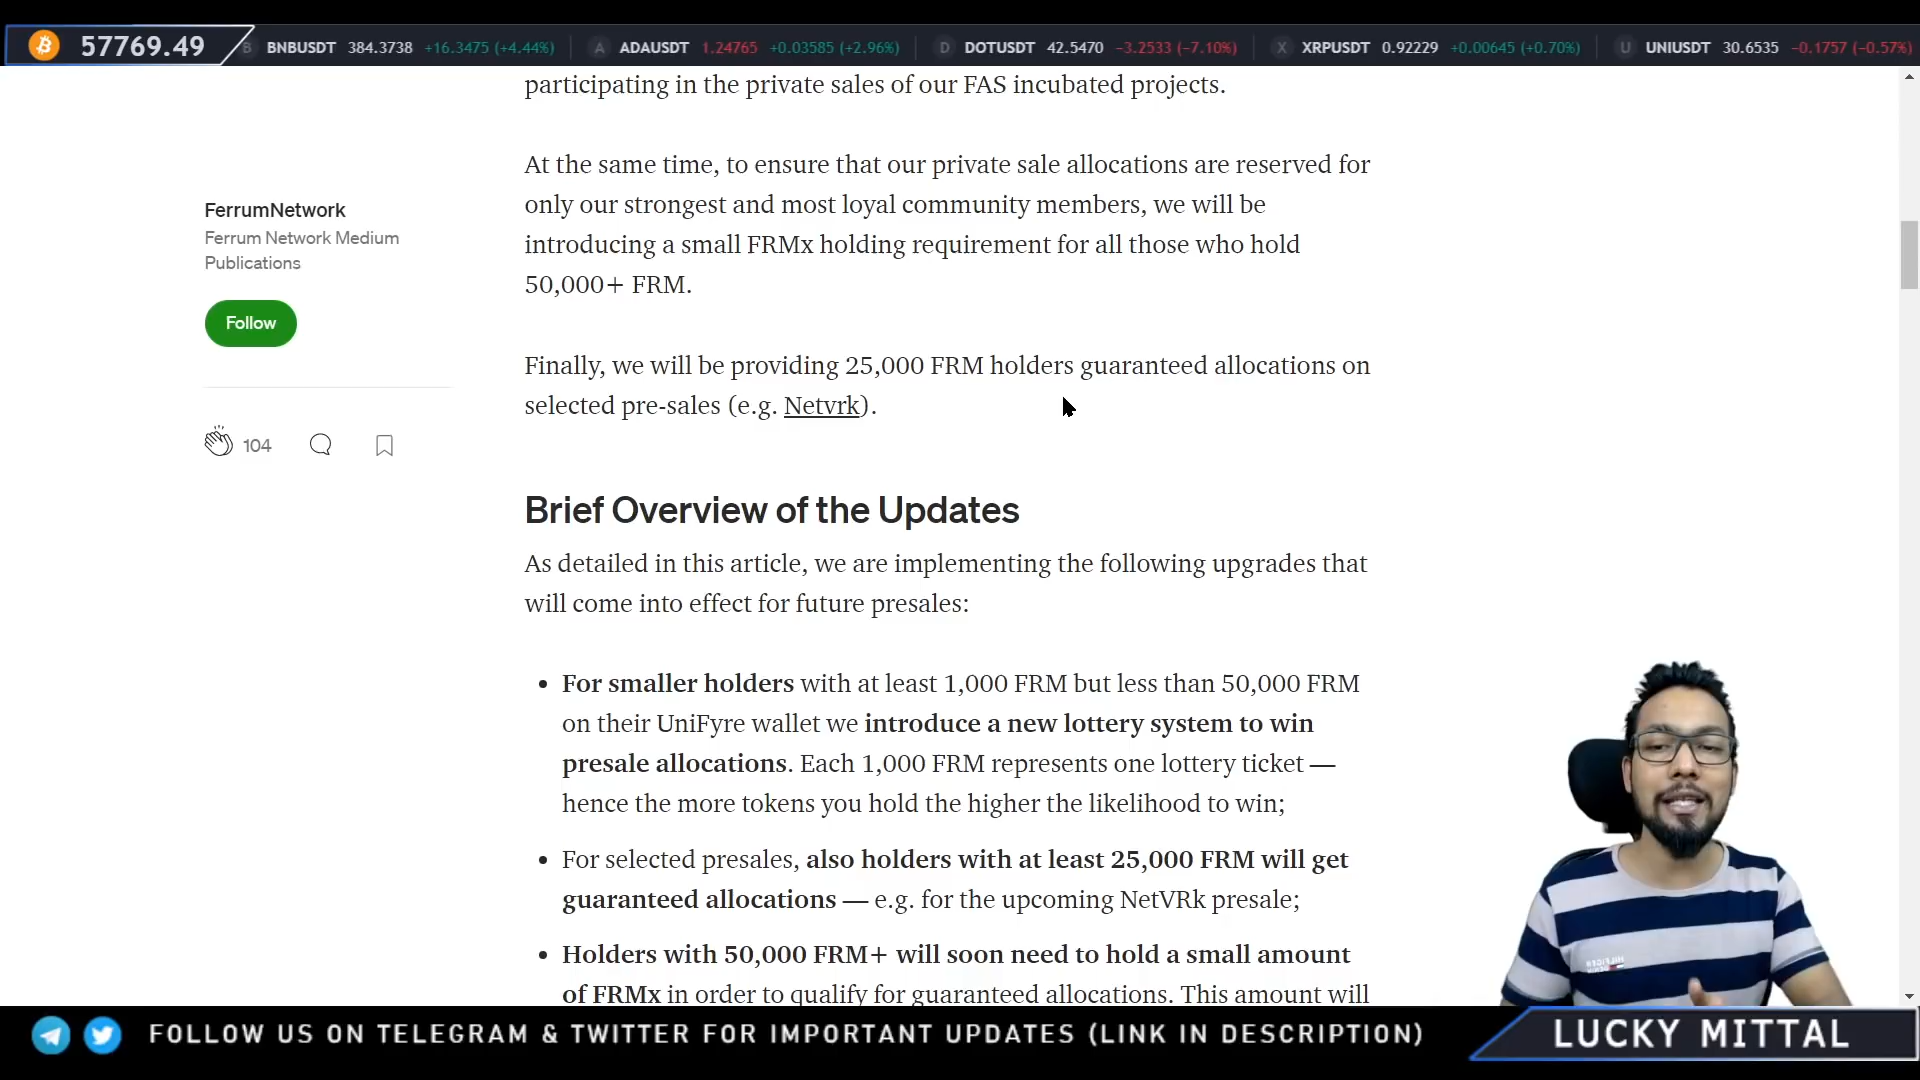 57769.49
B BNBUSDT 384.3738 +16.3475 (+4.44%) A ADAUSDT 1.24765 +0.03585 (+2.96%) D DOTUSDT 42.5470 −3.2533 (−7.10%) X XRPUSDT 0.92229 +0.00645 (+0.70%) U UNIUSDT 30.6535 −0.1757 (−0.57%)
participating in the private sales of our FAS incubated projects.
At the same time, to ensure that our private sale allocations are reserved for
only our strongest and most loyal community members, we will be
introducing a small FRMx holding requirement for all those who hold
50,000+ FRM.
FerrumNetwork
Ferrum Network Medium
Publications
Follow
104
Finally, we will be providing 25,000 FRM holders guaranteed allocations on
selected pre-sales (e.g. Netvrk).
Brief Overview of the Updates
As detailed in this article, we are implementing the following upgrades that
will come into effect for future presales:
• For smaller holders with at least 1,000 FRM but less than 50,000 FRM
on their UniFyre wallet we introduce a new lottery system to win
presale allocations. Each 1,000 FRM represents one lottery ticket —
hence the more tokens you hold the higher the likelihood to win;
• For selected presales, also holders with at least 25,000 FRM will get
guaranteed allocations — e.g. for the upcoming NetVRk presale;
• Holders with 50,000 FRM+ will soon need to hold a small amount
of FRMx in order to qualify for guaranteed allocations. This amount will
FOLLOW US ON TELEGRAM & TWITTER FOR IMPORTANT UPDATES (LINK IN DESCRIPTION)
LUCKY MITTAL